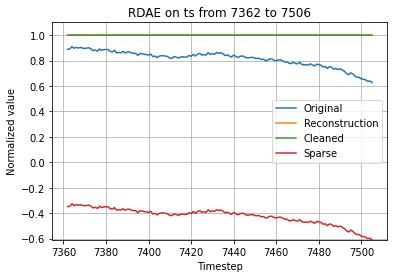 RDAE on ts from 7362 to 7506
Normalized value
1.0
0.8
0.6
0.4
0.2
0.0
−0.2
−0.4
−0.6
Original
Reconstruction
Cleaned
Sparse
7360 7380 7400 7420 7440 7460 7480 7500
Timestep